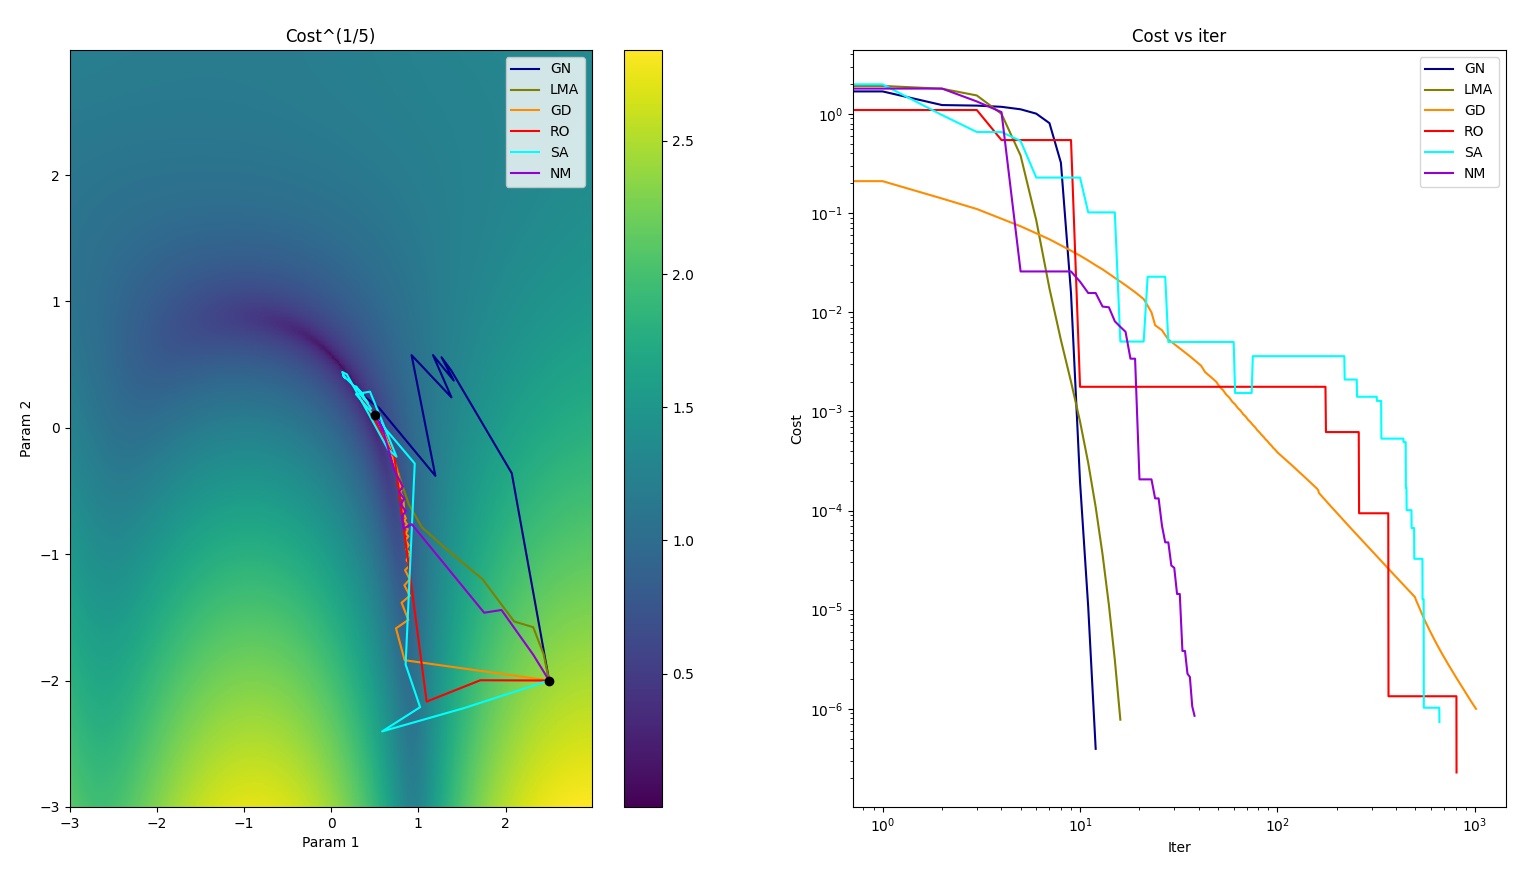 Cost^(1/5)
GN
LMA
GD
RO
SA
NM
2
1
0
−1
−2
−3
−3
−2
−1
0
1
2
Param 1
Param 2
2.5
2.0
1.5
1.0
0.5
Cost vs iter
GN
LMA
GD
RO
SA
NM
10^0
10^−1
10^−2
10^−3
10^−4
10^−5
10^−6
10^0
10^1
10^2
10^3
Cost
Iter